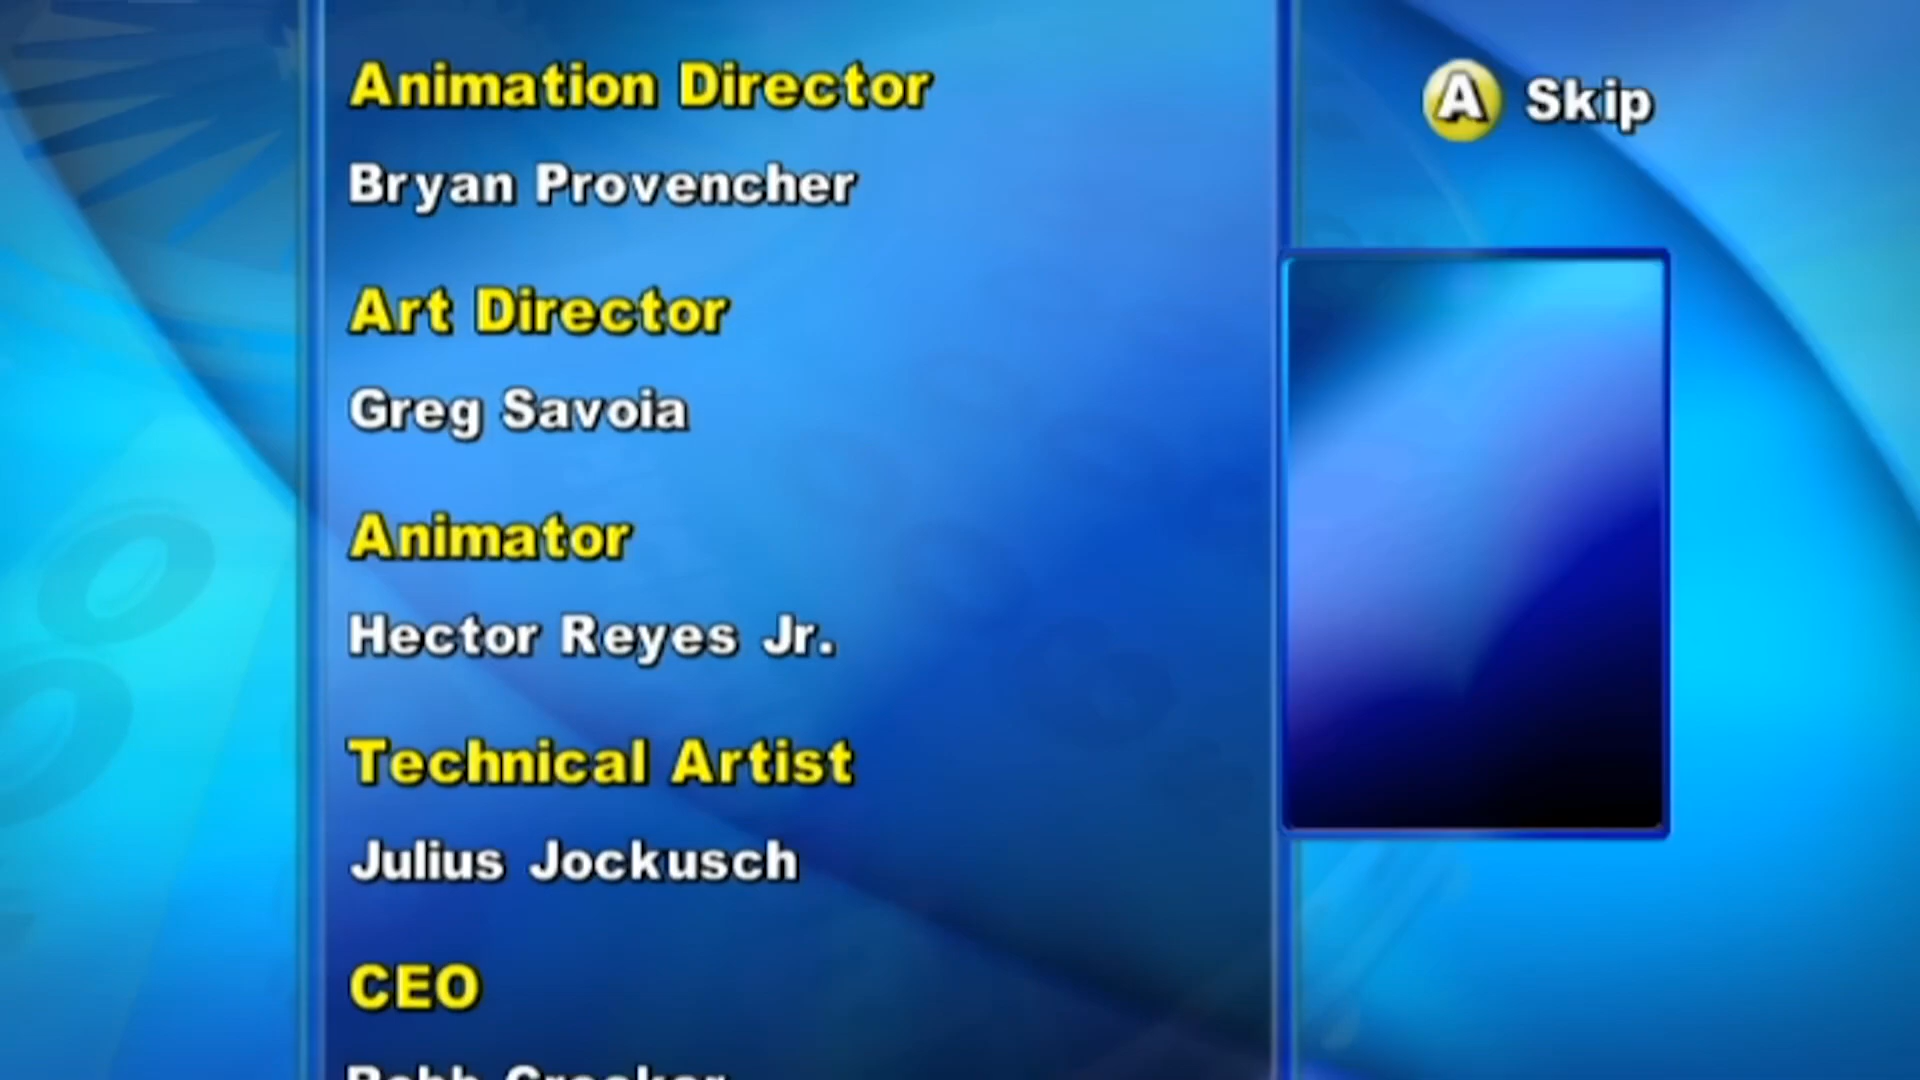 Animation Director
A Skip
Bryan Provencher
Art Director
Greg Savoia
Animator
Hector Reyes Jr.
Technical Artist
Julius Jockusch
CEO